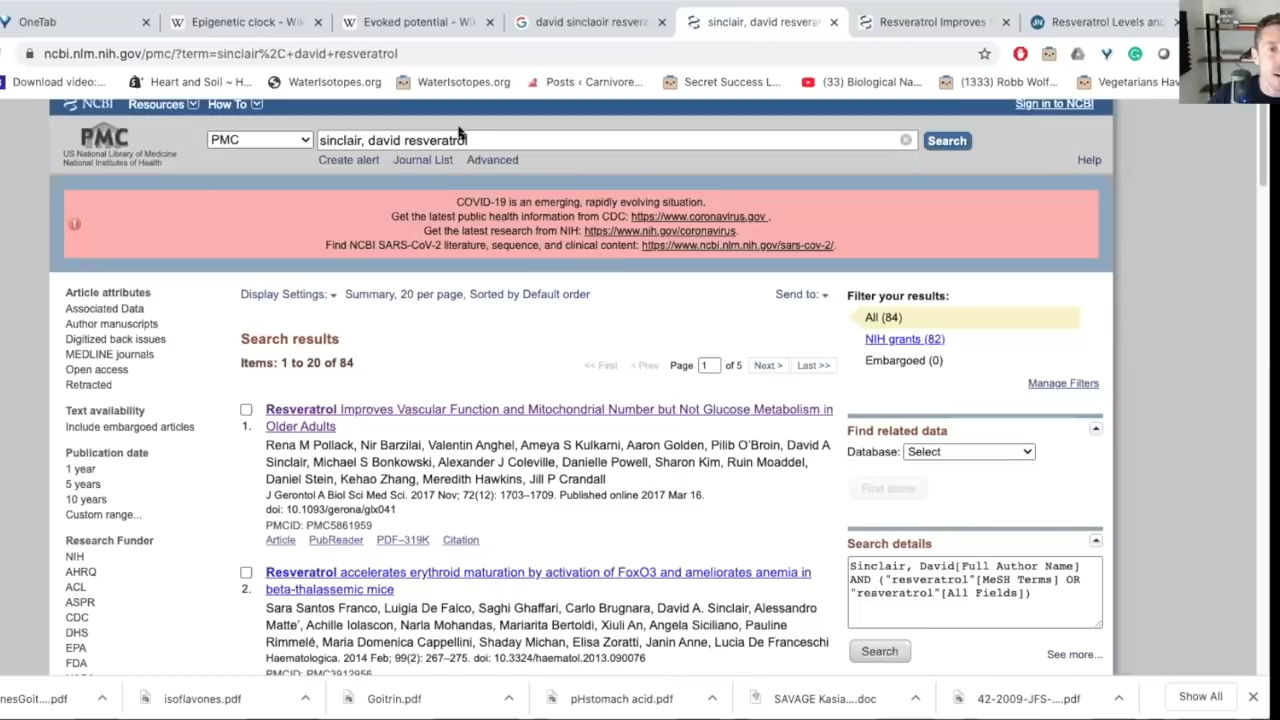 OneTab
Epigenetic clock - Wik
Evoked potential - Wik
david sinclaoir resvera
sinclair, david resvera
Resveratrol Improves
Resveratrol Levels and
ncbi.nlm.nih.gov/pmc/?term=sinclair%2C+david+resveratrol
Download video:...
Heart and Soil ~ H...
WaterIsotopes.org
WaterIsotopes.org
Posts ‹ Carnivore...
Secret Success L...
(33) Biological Na...
(1333) Robb Wolf...
Vegetarians Hav
NCBI
Resources
How To
Sign in to NCBI
PMC
US National Library of Medicine
National Institutes of Health
PMC
sinclair, david resveratrol
Search
Create alert
Journal List
Advanced
Help
COVID-19 is an emerging, rapidly evolving situation.
Get the latest public health information from CDC: https://www.coronavirus.gov .
Get the latest research from NIH: https://www.nih.gov/coronavirus.
Find NCBI SARS-CoV-2 literature, sequence, and clinical content: https://www.ncbi.nlm.nih.gov/sars-cov-2/.
Article attributes
Associated Data
Author manuscripts
Digitized back issues
MEDLINE journals
Open access
Retracted
Text availability
Include embargoed articles
Publication date
1 year
5 years
10 years
Custom range...
Research Funder
NIH
AHRQ
ACL
ASPR
CDC
DHS
EPA
FDA
Display Settings:
Summary, 20 per page, Sorted by Default order
Send to:
Search results
Items: 1 to 20 of 84
<< First
< Prev
Page 1 of 5
Next >
Last >>
1.
Resveratrol Improves Vascular Function and Mitochondrial Number but Not Glucose Metabolism in
Older Adults
Rena M Pollack, Nir Barzilai, Valentin Anghel, Ameya S Kulkarni, Aaron Golden, Pilib O'Broin, David A
Sinclair, Michael S Bonkowski, Alexander J Coleville, Danielle Powell, Sharon Kim, Ruin Moaddel,
Daniel Stein, Kehao Zhang, Meredith Hawkins, Jill P Crandall
J Gerontol A Biol Sci Med Sci. 2017 Nov; 72(12): 1703–1709. Published online 2017 Mar 16.
doi: 10.1093/gerona/glx041
PMCID: PMC5861959
Article
PubReader
PDF–319K
Citation
2.
Resveratrol accelerates erythroid maturation by activation of FoxO3 and ameliorates anemia in
beta-thalassemic mice
Sara Santos Franco, Luigia De Falco, Saghi Ghaffari, Carlo Brugnara, David A. Sinclair, Alessandro
Matte', Achille Iolascon, Narla Mohandas, Mariarita Bertoldi, Xiuli An, Angela Siciliano, Pauline
Rimmelé, Maria Domenica Cappellini, Shaday Michan, Elisa Zoratti, Janin Anne, Lucia De Franceschi
Haematologica. 2014 Feb; 99(2): 267–275. doi: 10.3324/haematol.2013.090076
PMCID: PMC3912956
Filter your results:
All (84)
NIH grants (82)
Embargoed (0)
Manage Filters
Find related data
Database: Select
Find items
Search details
Sinclair, David[Full Author Name]
AND ("resveratrol"[MeSH Terms] OR
"resveratrol"[All Fields])
Search
See more...
nesGoit....pdf
isoflavones.pdf
Goitrin.pdf
pHstomach acid.pdf
SAVAGE Kasia....doc
42-2009-JFS-....pdf
Show All